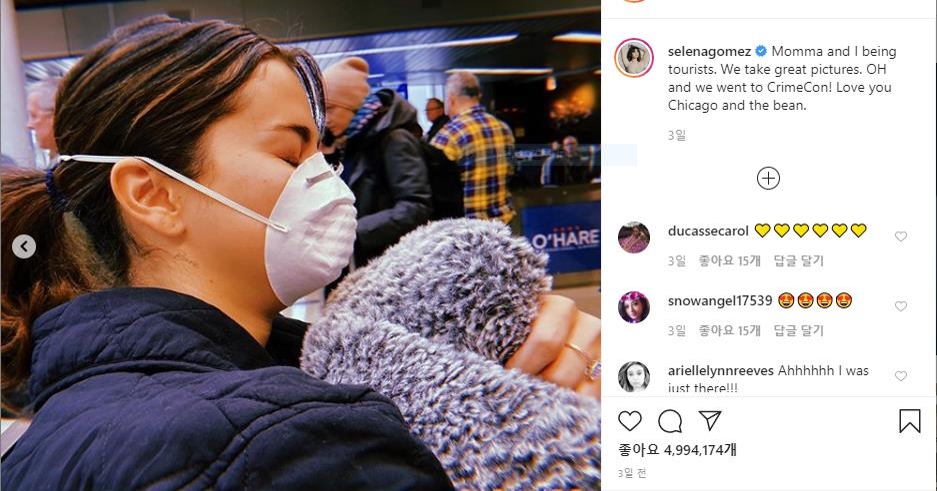 O'HARE
selenagomez Momma and I being
tourists. We take great pictures. OH
and we went to CrimeCon! Love you
Chicago and the bean.
3일
ducassecarol 💛💛💛💛💛💛
3일 좋아요 15개 답글 달기
snowangel17539 🤩🤩🤩🤩
3일 좋아요 15개 답글 달기
ariellelynnreeves Ahhhhhh I was
just there!!!
좋아요 4,994,174개
3일 전